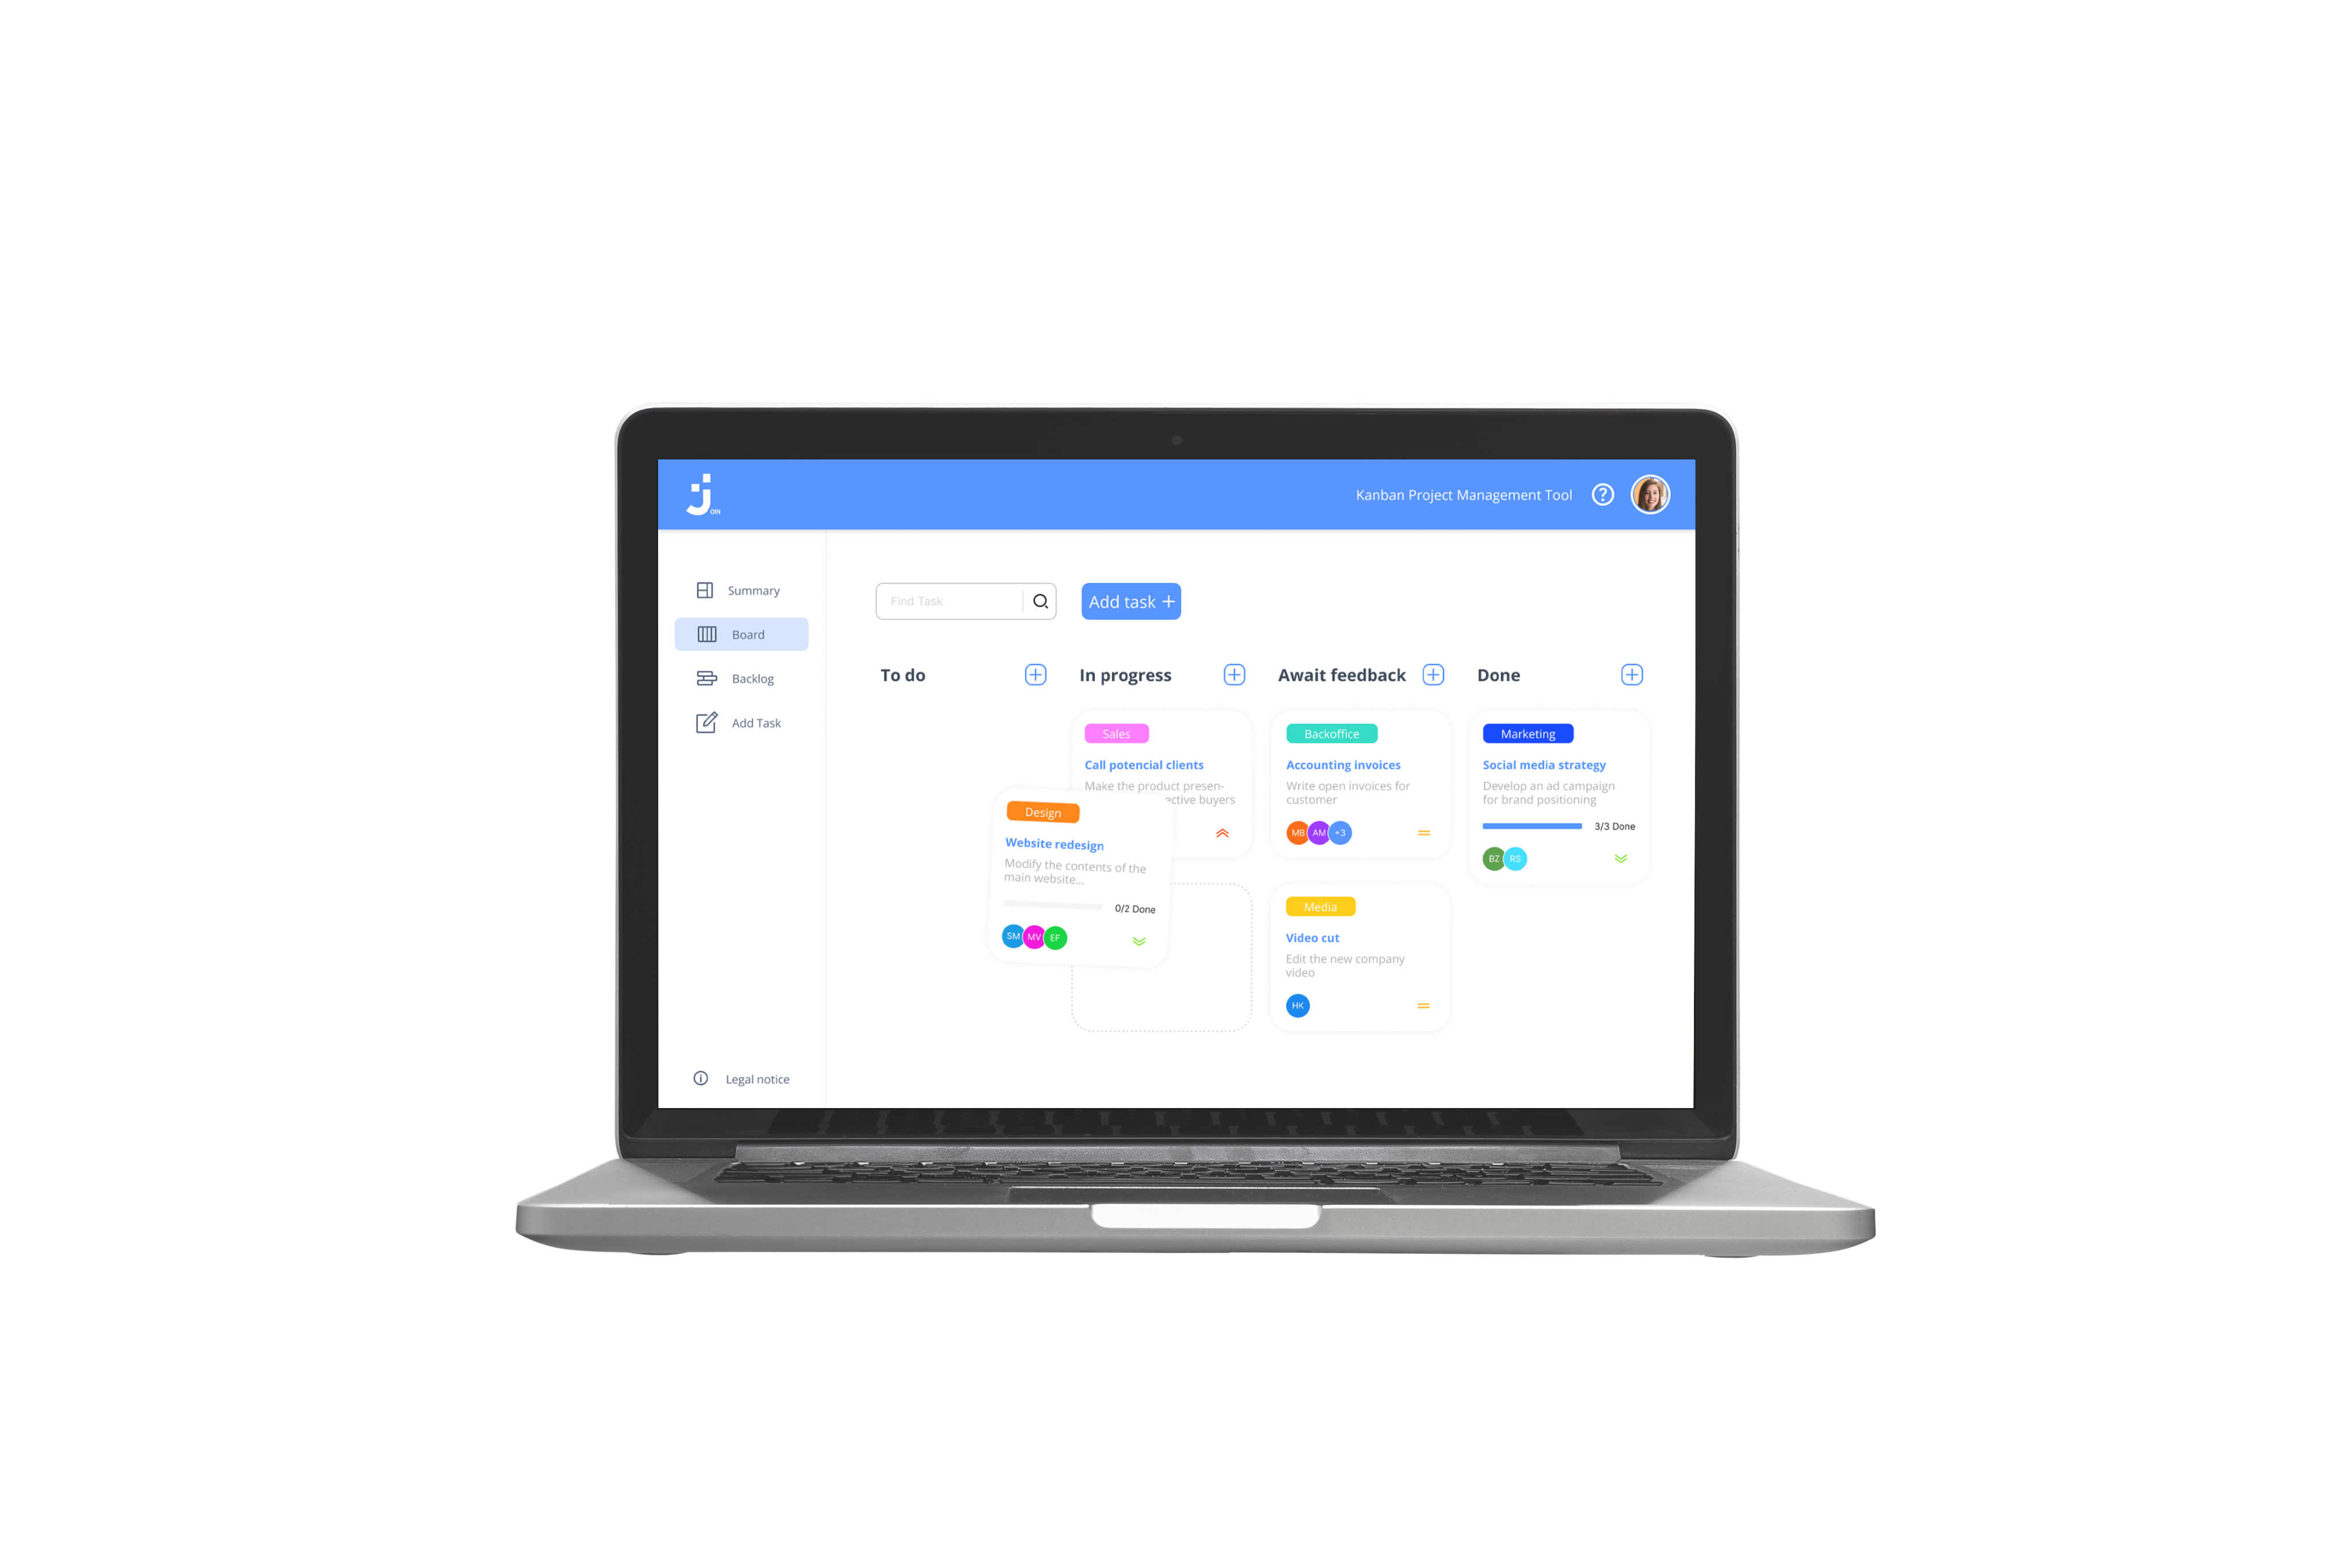 OIN
Kanban Project Management Tool
Summary
Board
Backlog
Add Task
Legal notice
Find Task
Add task +
To do
In progress
Await feedback
Done
Design
Website redesign
Modify the contents of the
main website...
0/2 Done
SM MV EF
Sales
Call potencial clients
Make the product presen-
ective buyers
Backoffice
Accounting invoices
Write open invoices for
customer
MB AM +3
Media
Video cut
Edit the new company
video
HK
Marketing
Social media strategy
Develop an ad campaign
for brand positioning
3/3 Done
BZ RS